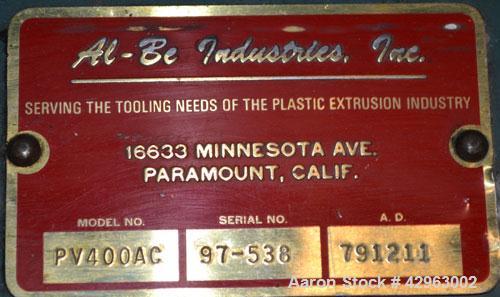 Al-Be Industries, Inc.
SERVING THE TOOLING NEEDS OF THE PLASTIC EXTRUSION INDUSTRY
16633 MINNESOTA AVE.
PARAMOUNT, CALIF.
MODEL NO. SERIAL NO. A.D.
PV400AC 97-538 791211
Aaron Stock # 42963002